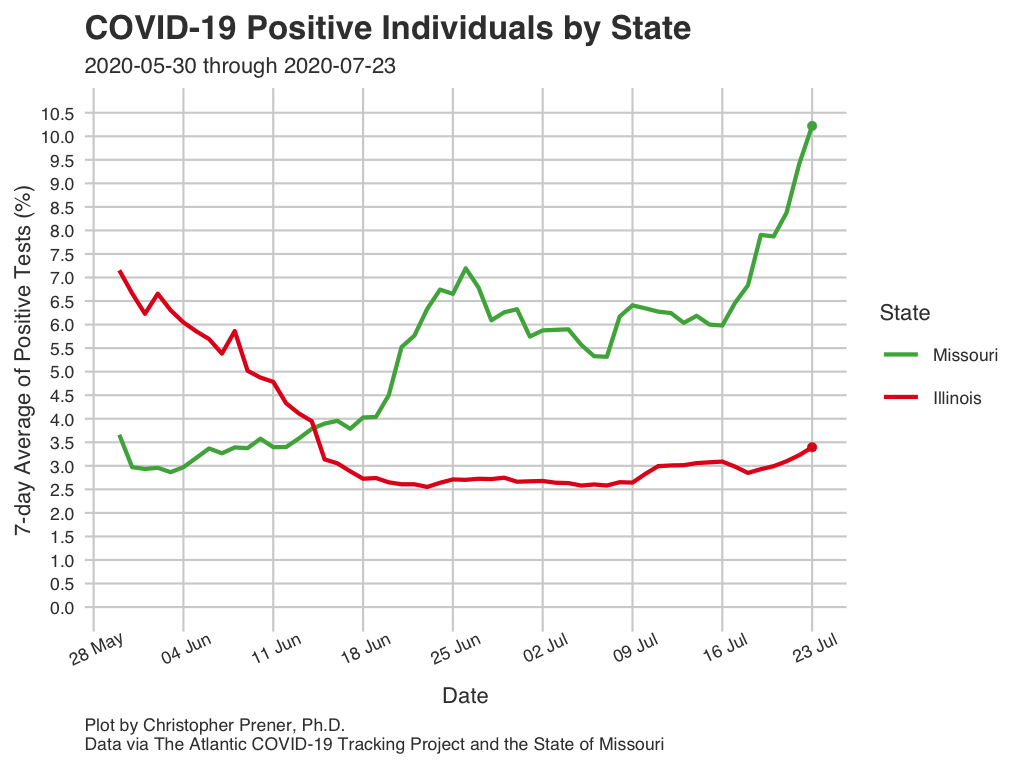 COVID-19 Positive Individuals by State
2020-05-30 through 2020-07-23
7-day Average of Positive Tests (%)
10.5
10.0
9.5
9.0
8.5
8.0
7.5
7.0
6.5
6.0
5.5
5.0
4.5
4.0
3.5
3.0
2.5
2.0
1.5
1.0
0.5
0.0
28 May
04 Jun
11 Jun
18 Jun
25 Jun
02 Jul
09 Jul
16 Jul
23 Jul
Date
State
Missouri
Illinois
Plot by Christopher Prener, Ph.D.
Data via The Atlantic COVID-19 Tracking Project and the State of Missouri